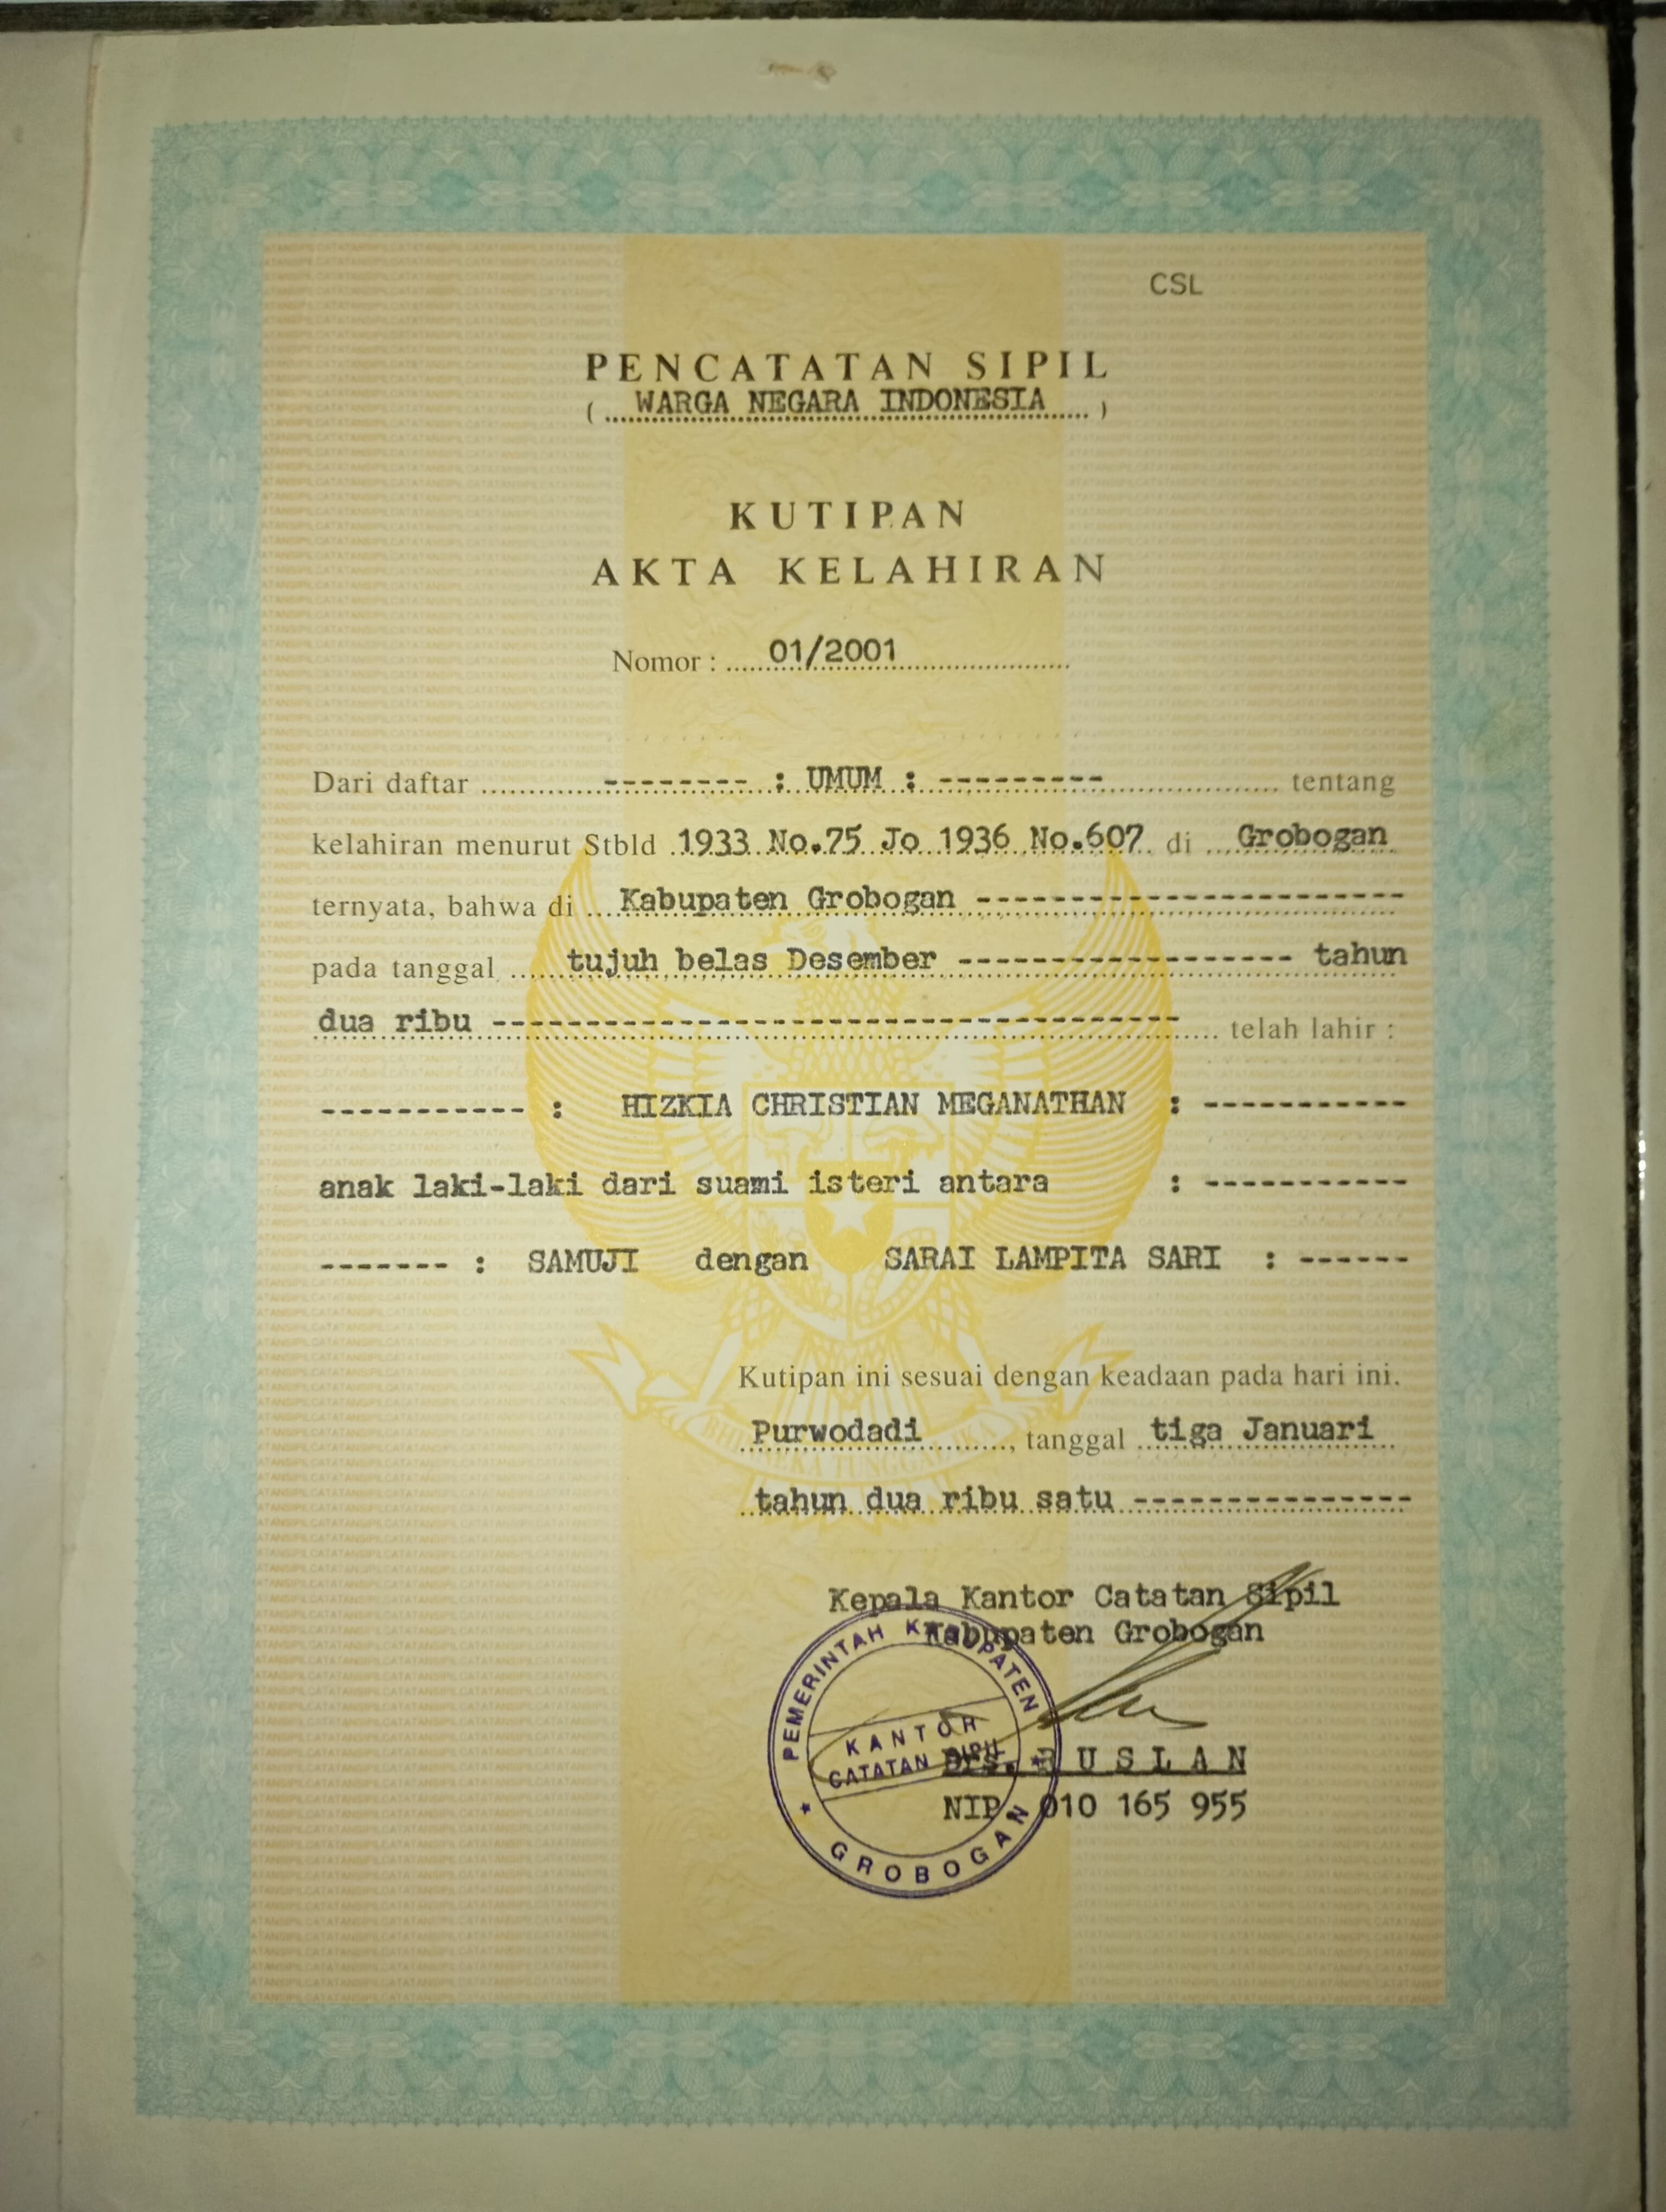 CSL
PENCATATAN SIPIL
( WARGA NEGARA INDONESIA )
KUTIPAN
AKTA KELAHIRAN
Nomor : 01/2001
Dari daftar -------- : UMUM : --------- tentang
kelahiran menurut Stbld 1933 No.75 Jo 1936 No.607 di Grobogan
ternyata, bahwa di Kabupaten Grobogan -----------------------
pada tanggal tujuh belas Desember ------------------ tahun
dua ribu ------------------------------------- telah lahir :
----------- : HIZKIA CHRISTIAN MEGANATHAN : -----------
anak laki-laki dari suami isteri antara : -----------
------- : SAMUJI dengan SARAI LAMPITA SARI : ------
Kutipan ini sesuai dengan keadaan pada hari ini.
Purwodadi, tanggal tiga Januari
tahun dua ribu satu ---------------
Kepala Kantor Catatan Sipil
Kabupaten Grobogan
PEMERINTAH KABUPATEN
KANTOR
CATATAN SIPIL
GROBOGAN
Drs. R U S L A N
NIP. 010 165 955